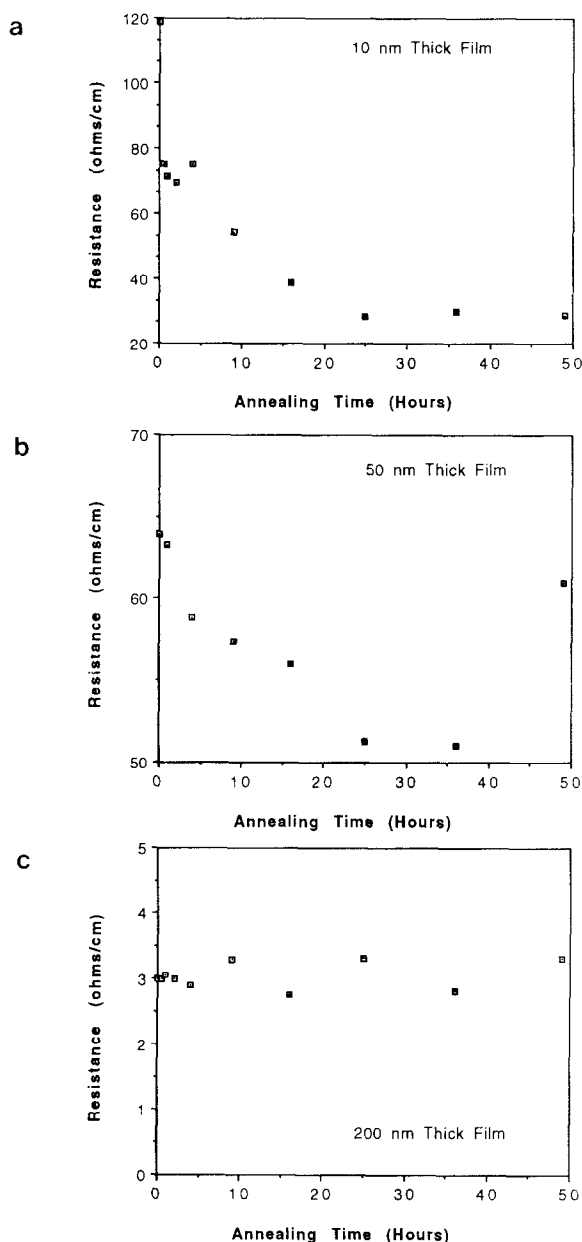 a
10 nm Thick Film
120
100
80
60
40
20
0 10 20 30 40 50
Resistance (ohms/cm)
Annealing Time (Hours)
b
50 nm Thick Film
70
60
50
0 10 20 30 40 50
Resistance (ohms/cm)
Annealing Time (Hours)
c
5
4
3
2
1
0
200 nm Thick Film
0 10 20 30 40 50
Resistance (ohms/cm)
Annealing Time (Hours)